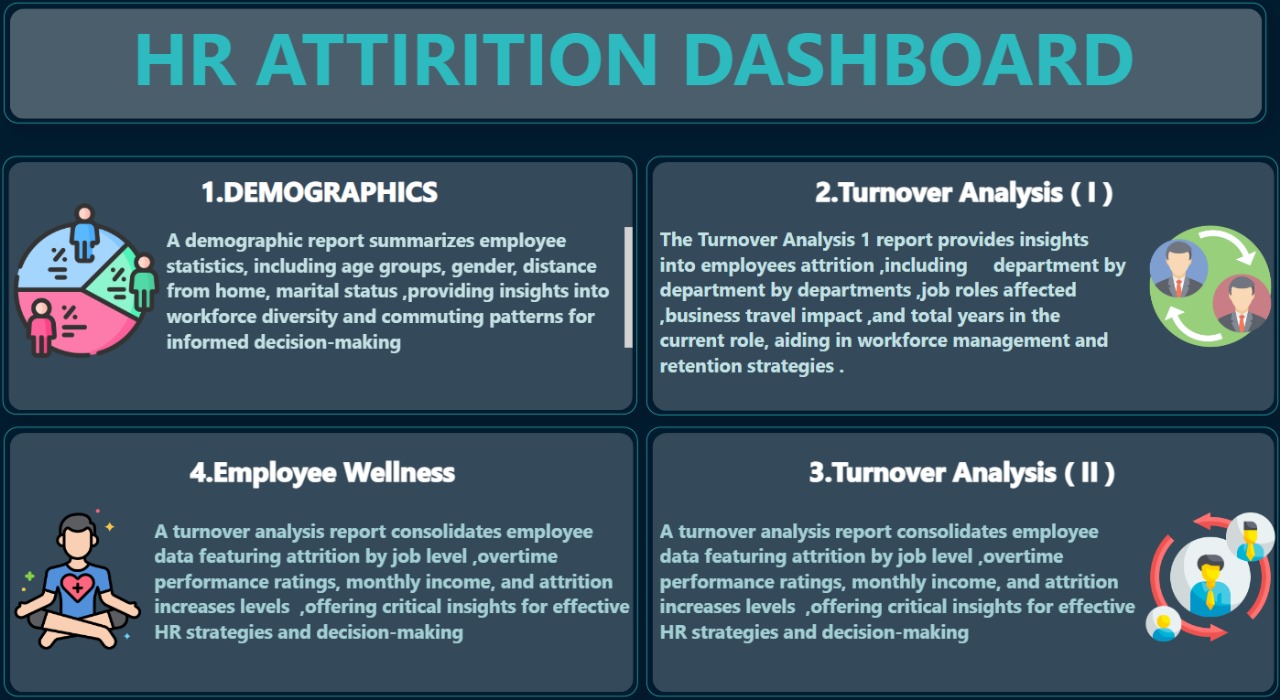 HR ATTIRITION DASHBOARD
1.DEMOGRAPHICS
A demographic report summarizes employee
statistics, including age groups, gender, distance
from home, marital status ,providing insights into
workforce diversity and commuting patterns for
informed decision-making
2.Turnover Analysis ( I )
The Turnover Analysis 1 report provides insights
into employees attrition ,including    department by
department by departments ,job roles affected
,business travel impact ,and total years in the
current role, aiding in workforce management and
retention strategies .
4.Employee Wellness
A turnover analysis report consolidates employee
data featuring attrition by job level ,overtime
performance ratings, monthly income, and attrition
increases levels  ,offering critical insights for effective
HR strategies and decision-making
3.Turnover Analysis ( II )
A turnover analysis report consolidates employee
data featuring attrition by job level ,overtime
performance ratings, monthly income, and attrition
increases levels  ,offering critical insights for effective
HR strategies and decision-making